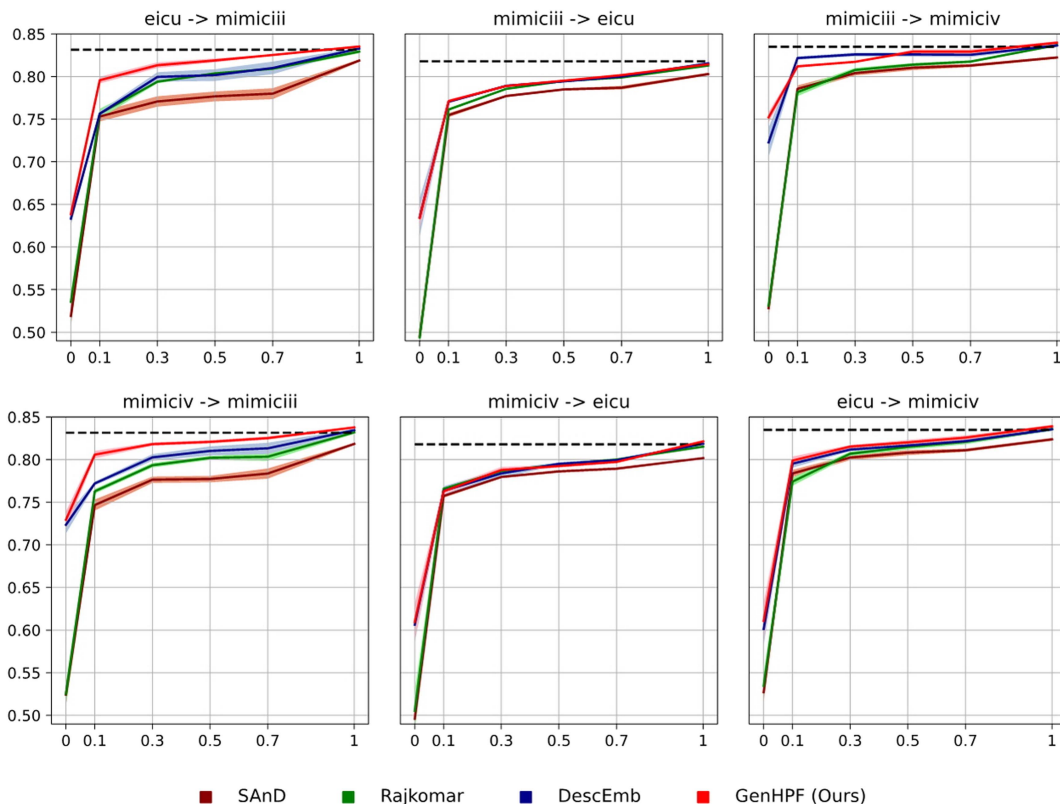 eicu -> mimiciii
mimiciii -> eicu
mimiciii -> mimiciv
0.85
0.80
0.75
0.70
0.65
0.60
0.55
0.50
0 0.1 0.3 0.5 0.7 1
0 0.1 0.3 0.5 0.7 1
0 0.1 0.3 0.5 0.7 1
mimiciv -> mimiciii
mimiciv -> eicu
eicu -> mimiciv
0.85
0.80
0.75
0.70
0.65
0.60
0.55
0.50
0 0.1 0.3 0.5 0.7 1
0 0.1 0.3 0.5 0.7 1
0 0.1 0.3 0.5 0.7 1
SAnD Rajkomar DescEmb GenHPF (Ours)